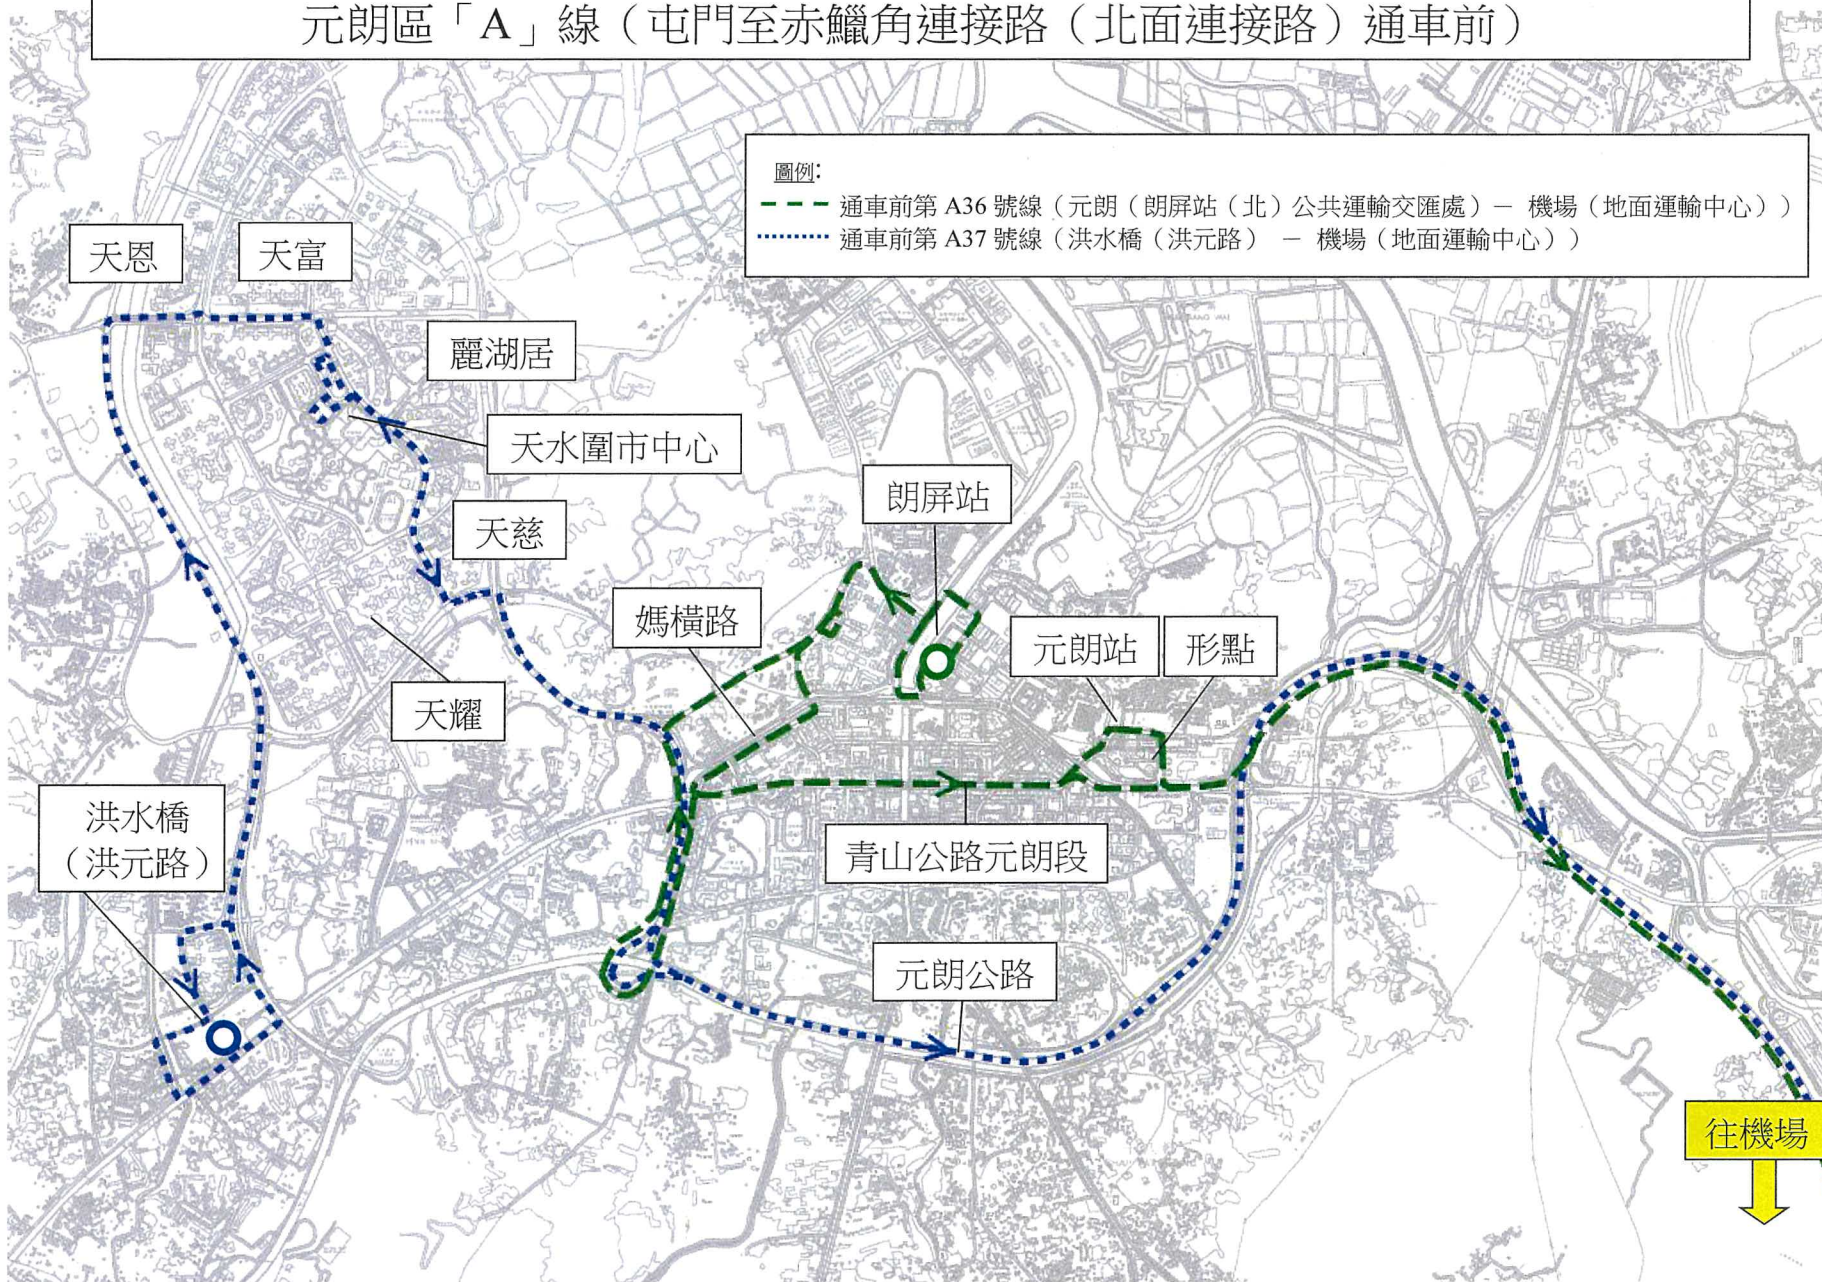 元朗區「A」線（屯門至赤鱲角連接路（北面連接路）通車前）
圖例:
通車前第 A36 號線（元朗（朗屏站（北）公共運輸交匯處）－ 機場（地面運輸中心））
通車前第 A37 號線（洪水橋（洪元路） － 機場（地面運輸中心））
天恩
天富
麗湖居
天水圍市中心
朗屏站
天慈
媽橫路
元朗站
形點
天耀
洪水橋
（洪元路）
青山公路元朗段
元朗公路
往機場